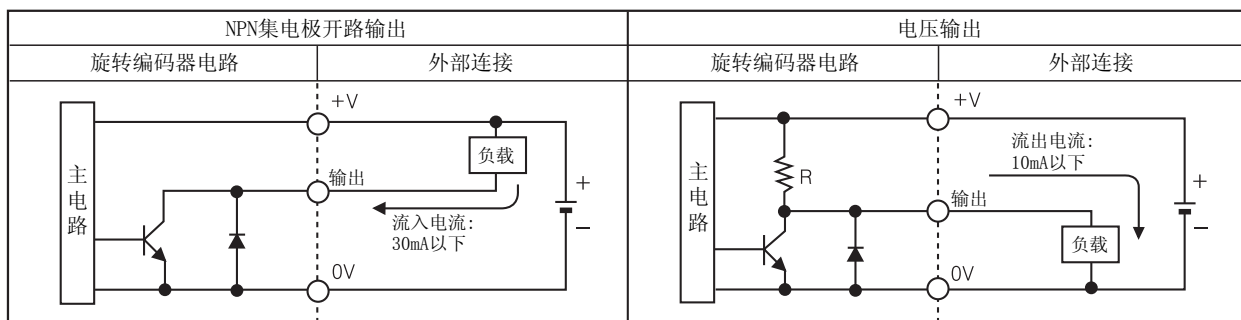 NPN集电极开路输出
旋转编码器电路
外部连接
+V
主电路
负载
输出
+
流入电流:
30mA以下
−
0V
电压输出
旋转编码器电路
外部连接
+V
流出电流:
10mA以下
主电路
R
输出
+
负载
−
0V